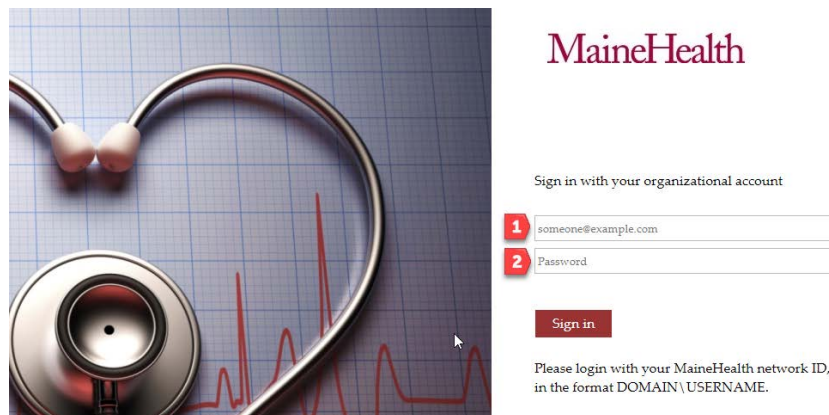 MaineHealth
Sign in with your organizational account
1 someone@example.com
2 Password
Sign in
Please login with your MaineHealth network ID,
in the format DOMAIN\USERNAME.